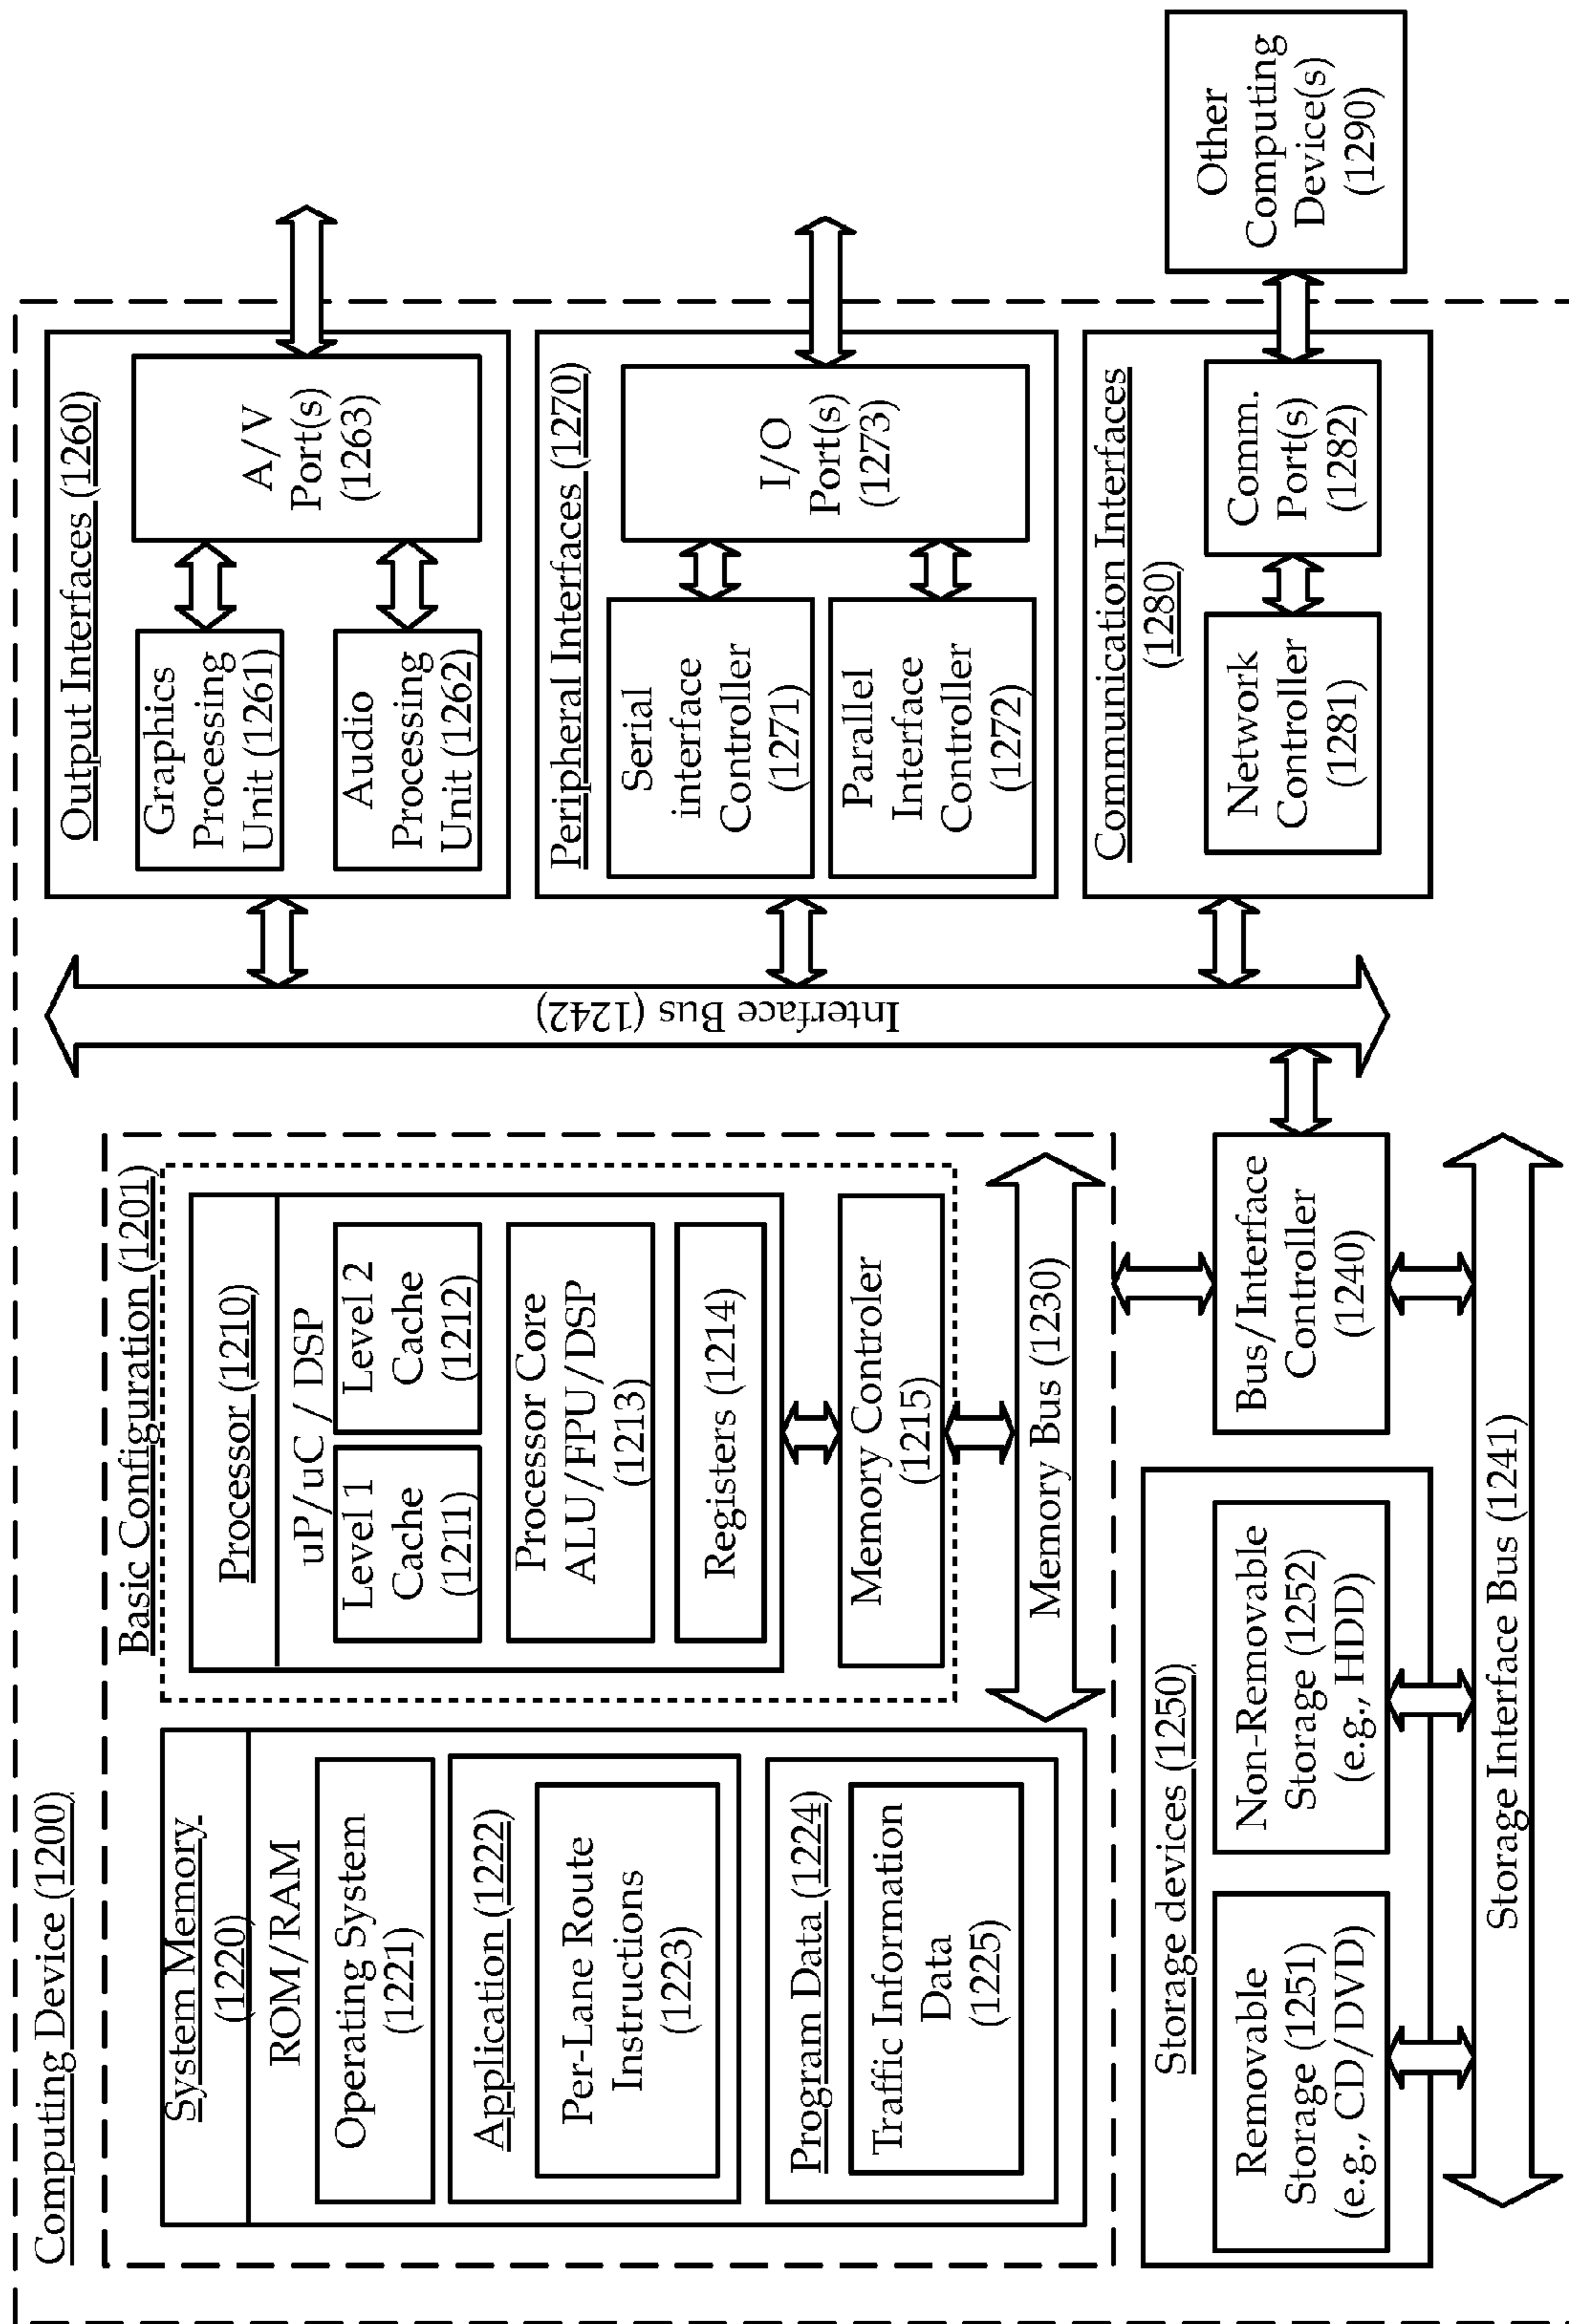 Computing Device (1200)
Basic Configuration (1201)
System Memory
(1220)
ROM/RAM
Operating System
(1221)
Application (1222)
Per-Lane Route
Instructions
(1223)
Program Data (1224)
Traffic Information
Data
(1225)
Processor (1210)
uP/uC / DSP
Level 1
Cache
(1211)
Level 2
Cache
(1212)
Processor Core
ALU/FPU/DSP
(1213)
Registers (1214)
Memory Controler
(1215)
Memory Bus (1230)
Interface Bus (1242)
Output Interfaces (1260)
Graphics
Processing
Unit (1261)
Audio
Processing
Unit (1262)
A/V
Port(s)
(1263)
Peripheral Interfaces (1270)
Serial
interface
Controller
(1271)
Parallel
Interface
Controller
(1272)
I/O
Port(s)
(1273)
Communication Interfaces
(1280)
Network
Controller
(1281)
Comm.
Port(s)
(1282)
Other
Computing
Device(s)
(1290)
Storage devices (1250)
Removable
Storage (1251)
(e.g., CD/DVD)
Non-Removable
Storage (1252)
(e.g., HDD)
Bus/Interface
Controller
(1240)
Storage Interface Bus (1241)